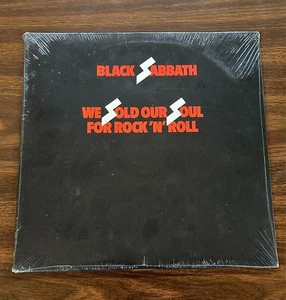 BLACK SABBATH
WE SOLD OUR SOUL
FOR ROCK 'N' ROLL